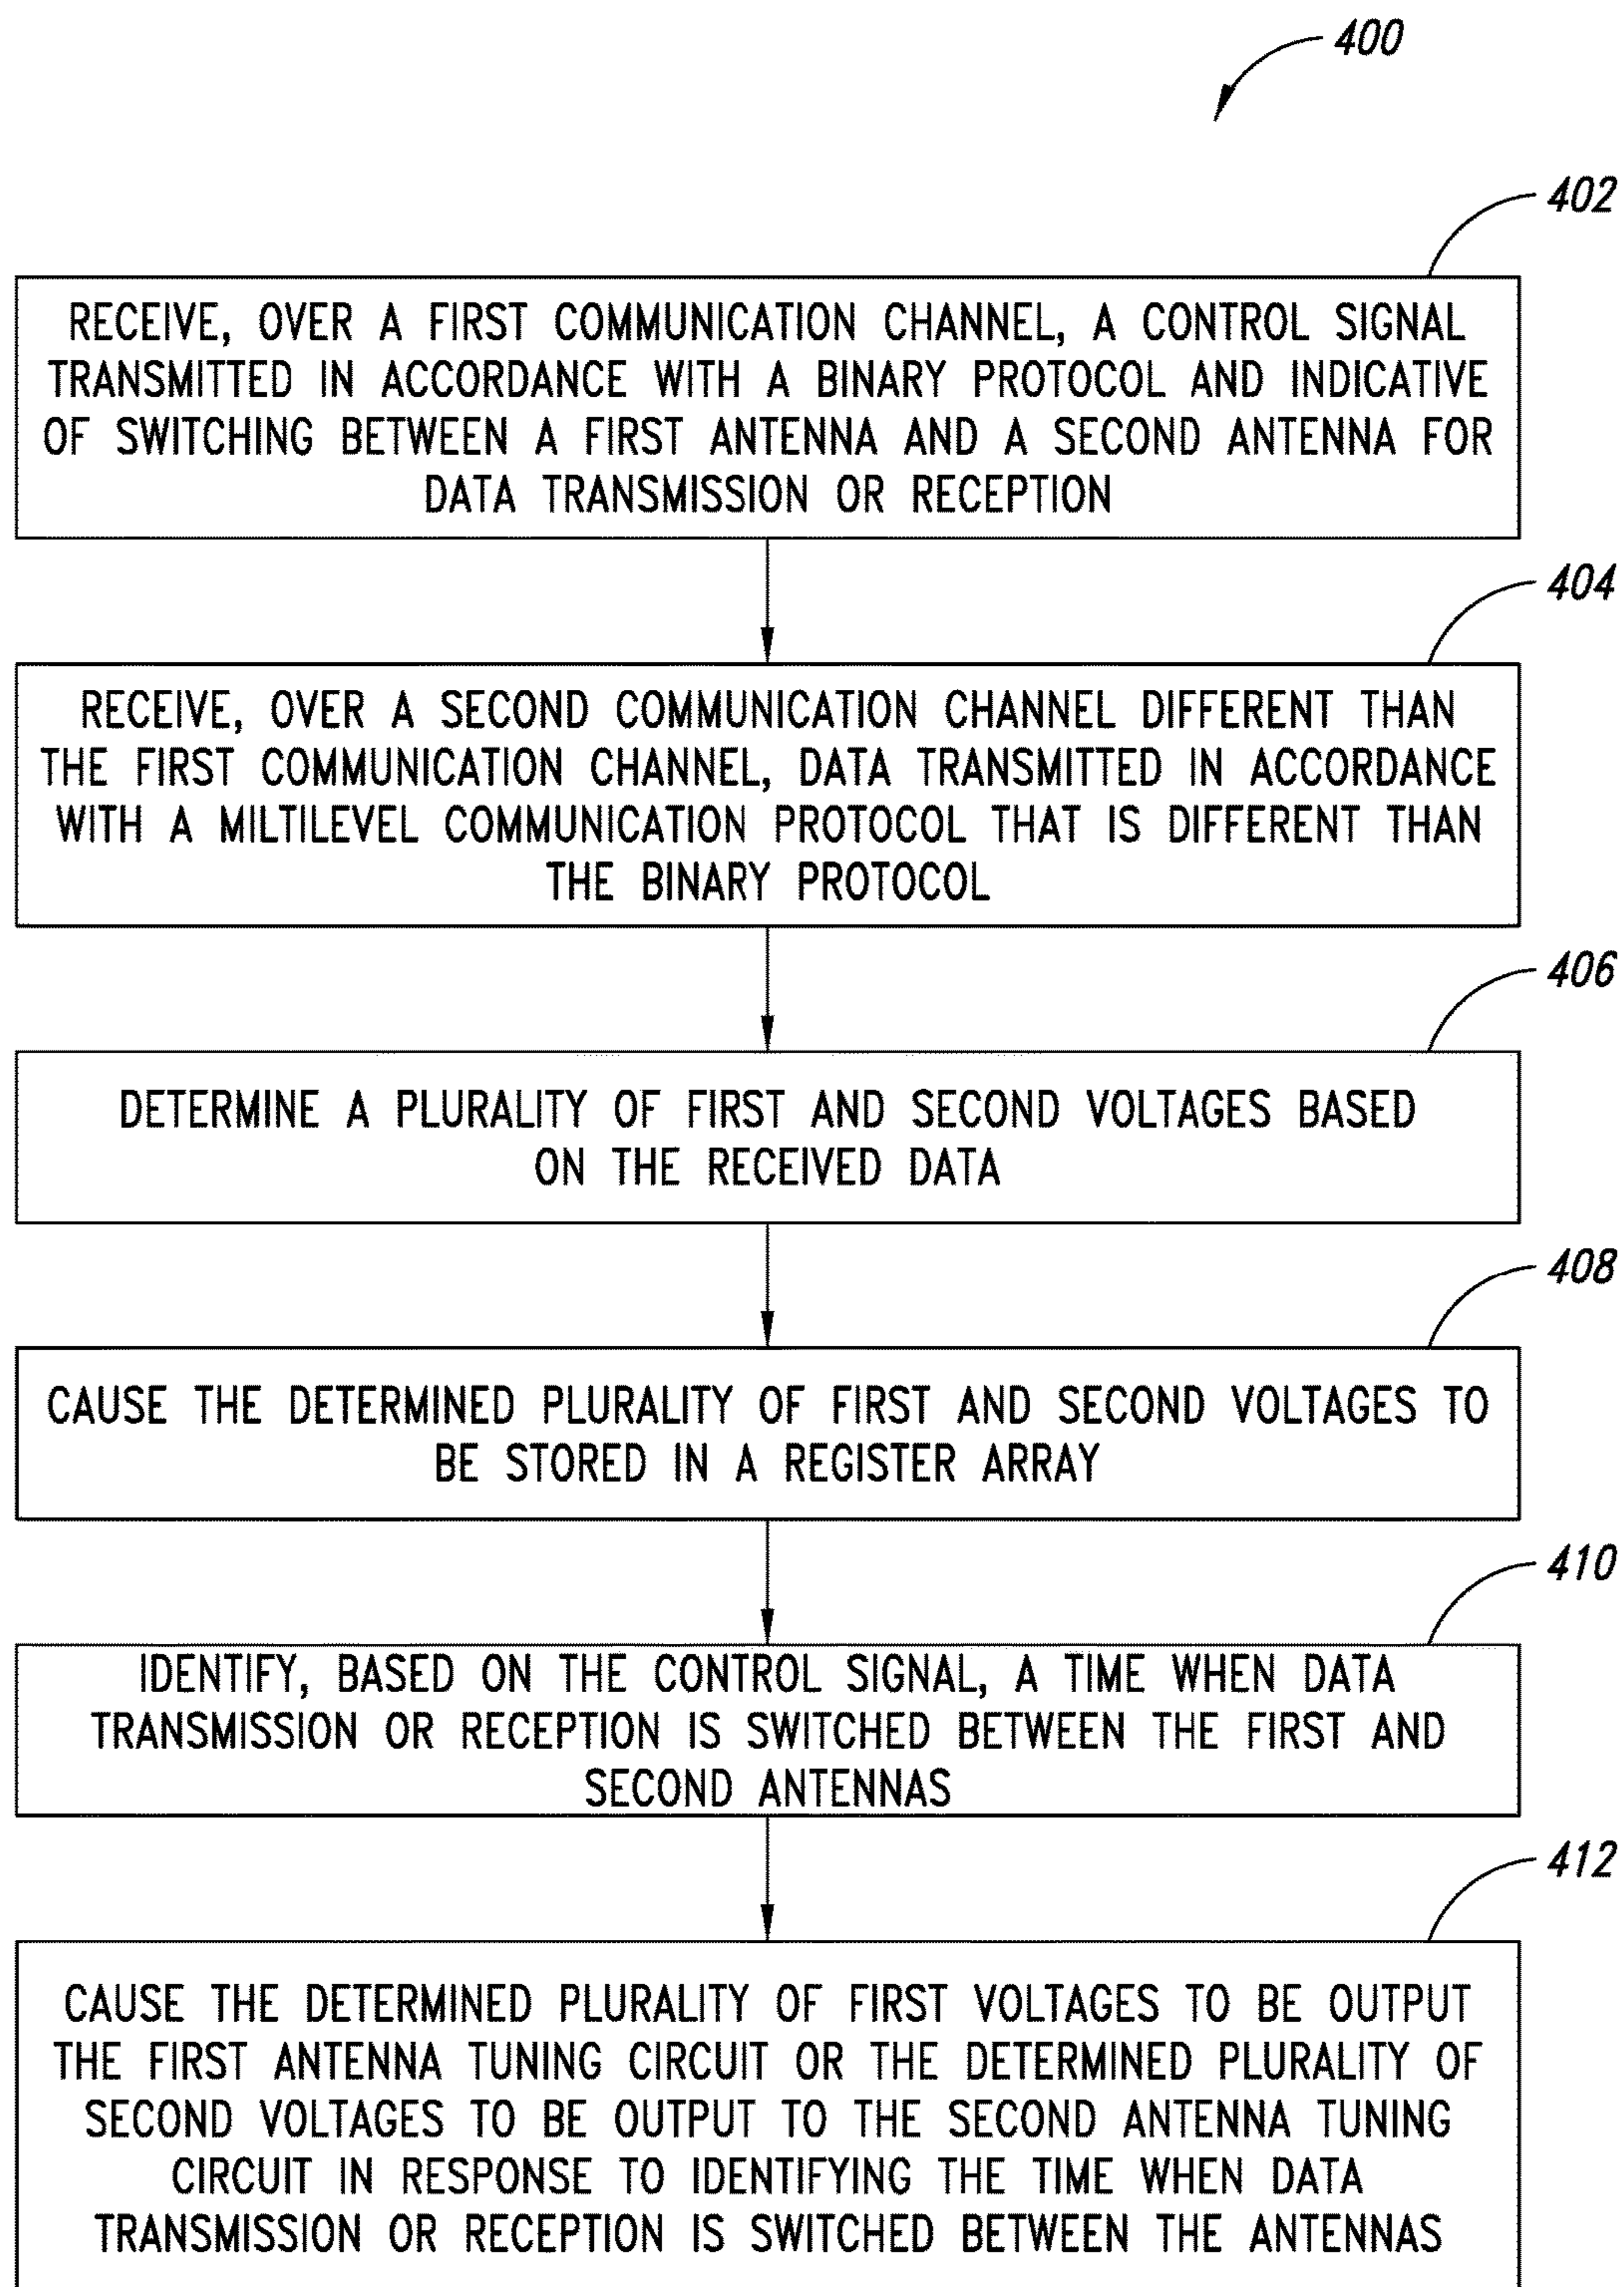 400
402
RECEIVE, OVER A FIRST COMMUNICATION CHANNEL, A CONTROL SIGNAL
TRANSMITTED IN ACCORDANCE WITH A BINARY PROTOCOL AND INDICATIVE
OF SWITCHING BETWEEN A FIRST ANTENNA AND A SECOND ANTENNA FOR
DATA TRANSMISSION OR RECEPTION
404
RECEIVE, OVER A SECOND COMMUNICATION CHANNEL DIFFERENT THAN
THE FIRST COMMUNICATION CHANNEL, DATA TRANSMITTED IN ACCORDANCE
WITH A MILTILEVEL COMMUNICATION PROTOCOL THAT IS DIFFERENT THAN
THE BINARY PROTOCOL
406
DETERMINE A PLURALITY OF FIRST AND SECOND VOLTAGES BASED
ON THE RECEIVED DATA
408
CAUSE THE DETERMINED PLURALITY OF FIRST AND SECOND VOLTAGES TO
BE STORED IN A REGISTER ARRAY
410
IDENTIFY, BASED ON THE CONTROL SIGNAL, A TIME WHEN DATA
TRANSMISSION OR RECEPTION IS SWITCHED BETWEEN THE FIRST AND
SECOND ANTENNAS
412
CAUSE THE DETERMINED PLURALITY OF FIRST VOLTAGES TO BE OUTPUT
THE FIRST ANTENNA TUNING CIRCUIT OR THE DETERMINED PLURALITY OF
SECOND VOLTAGES TO BE OUTPUT TO THE SECOND ANTENNA TUNING
CIRCUIT IN RESPONSE TO IDENTIFYING THE TIME WHEN DATA
TRANSMISSION OR RECEPTION IS SWITCHED BETWEEN THE ANTENNAS